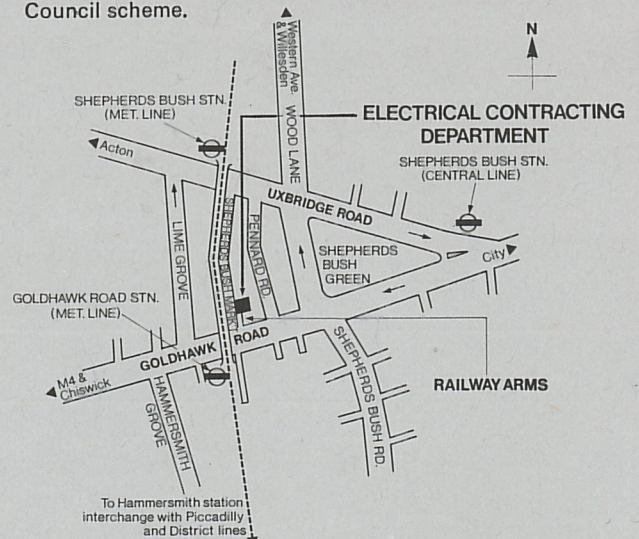 Council scheme.
N
Western Ave.
& Willesden
WOOD LANE
SHEPHERDS BUSH STN.
(MET. LINE)
ELECTRICAL CONTRACTING
DEPARTMENT
Acton
SHEPHERDS BUSH STN.
(CENTRAL LINE)
UXBRIDGE ROAD
LIME GROVE
SHEPHERDS BUSH MARKET
PENNARD RD.
SHEPHERDS
BUSH
GREEN
City
GOLDHAWK ROAD STN.
(MET. LINE)
GOLDHAWK ROAD
SHEPHERDS BUSH RD.
RAILWAY ARMS
M4 &
Chiswick
HAMMERSMITH
GROVE
To Hammersmith station
interchange with Piccadilly
and District lines